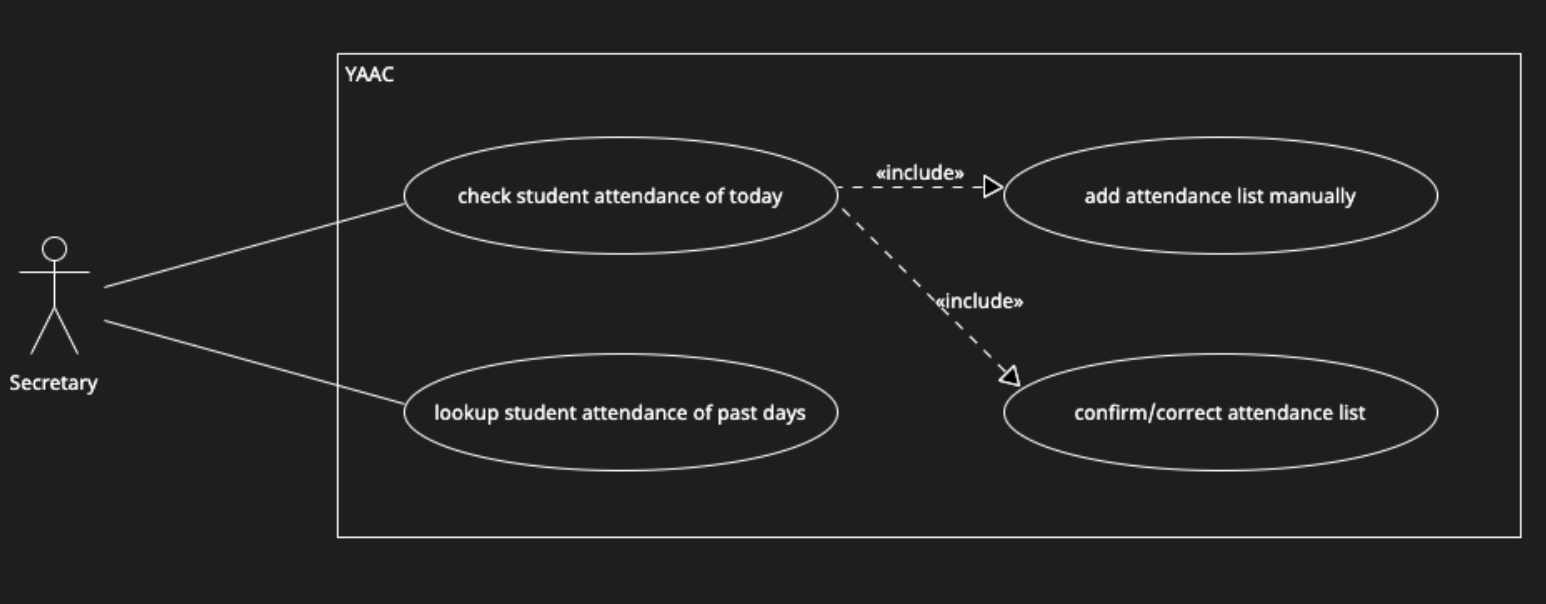 YAAC
check student attendance of today
«include»
add attendance list manually
«include»
Secretary
lookup student attendance of past days
confirm/correct attendance list